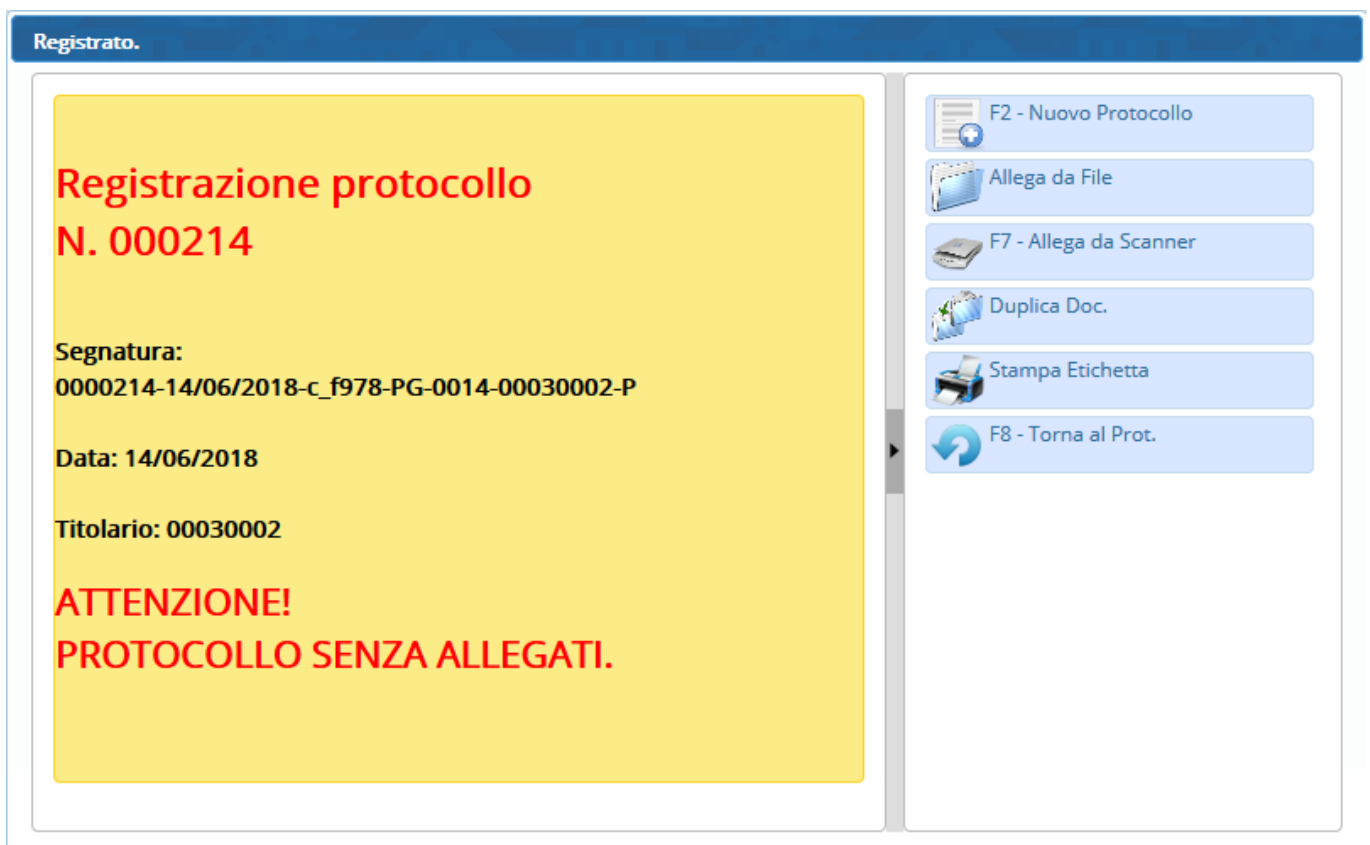 Registrato.
Registrazione protocollo
N. 000214
Segnatura:
0000214-14/06/2018-c_f978-PG-0014-00030002-P
Data: 14/06/2018
Titolario: 00030002
ATTENZIONE!
PROTOCOLLO SENZA ALLEGATI.
F2 - Nuovo Protocollo
Allega da File
F7 - Allega da Scanner
Duplica Doc.
Stampa Etichetta
F8 - Torna al Prot.